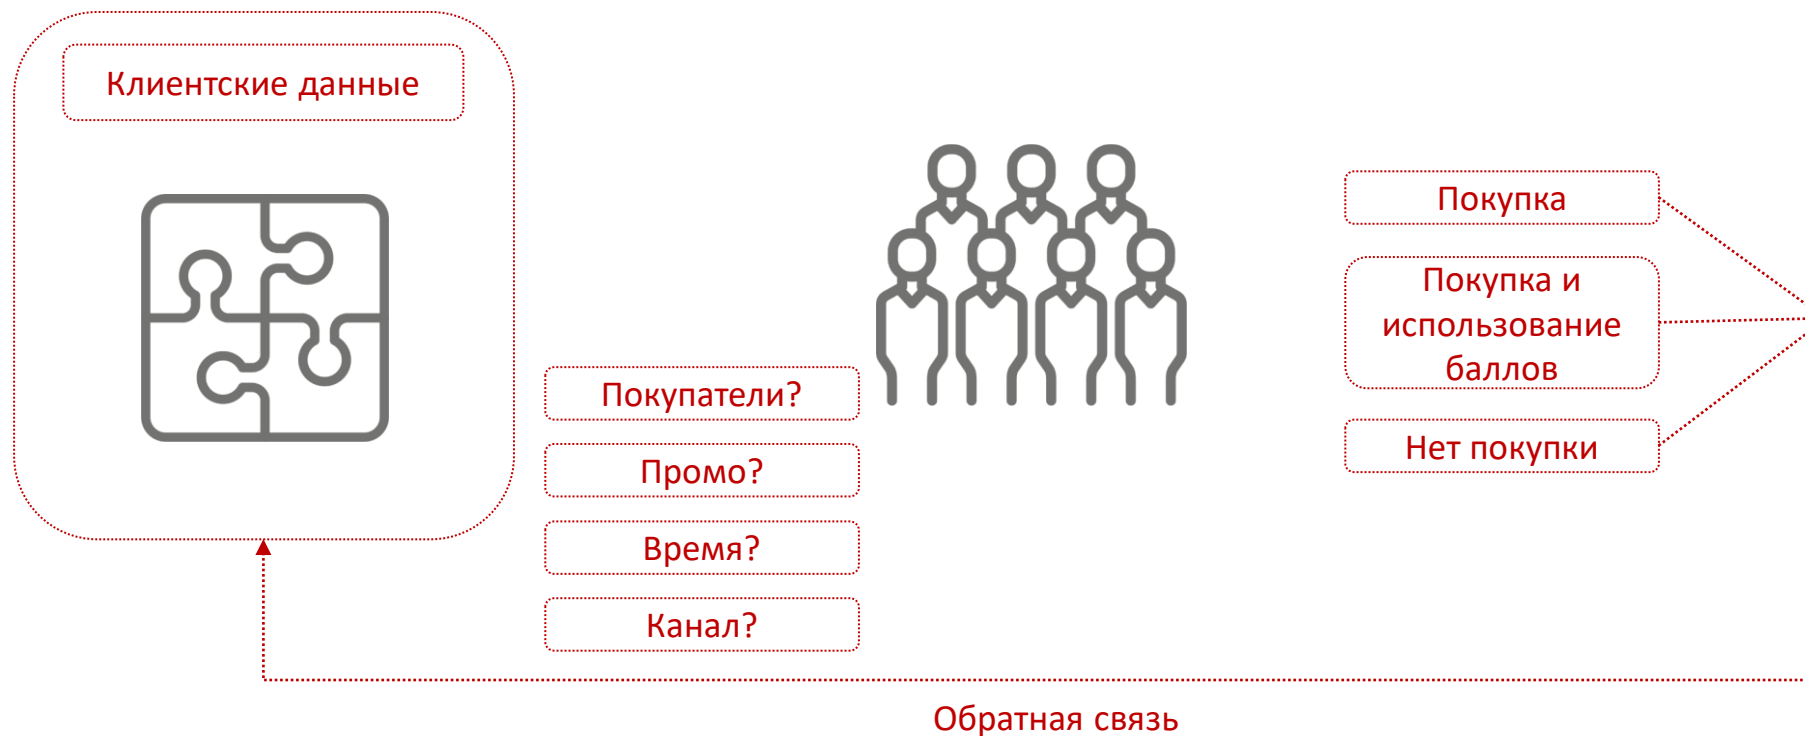 Клиентские данные
Покупатели?
Промо?
Время?
Канал?
Покупка
Покупка и
использование
баллов
Нет покупки
Обратная связь